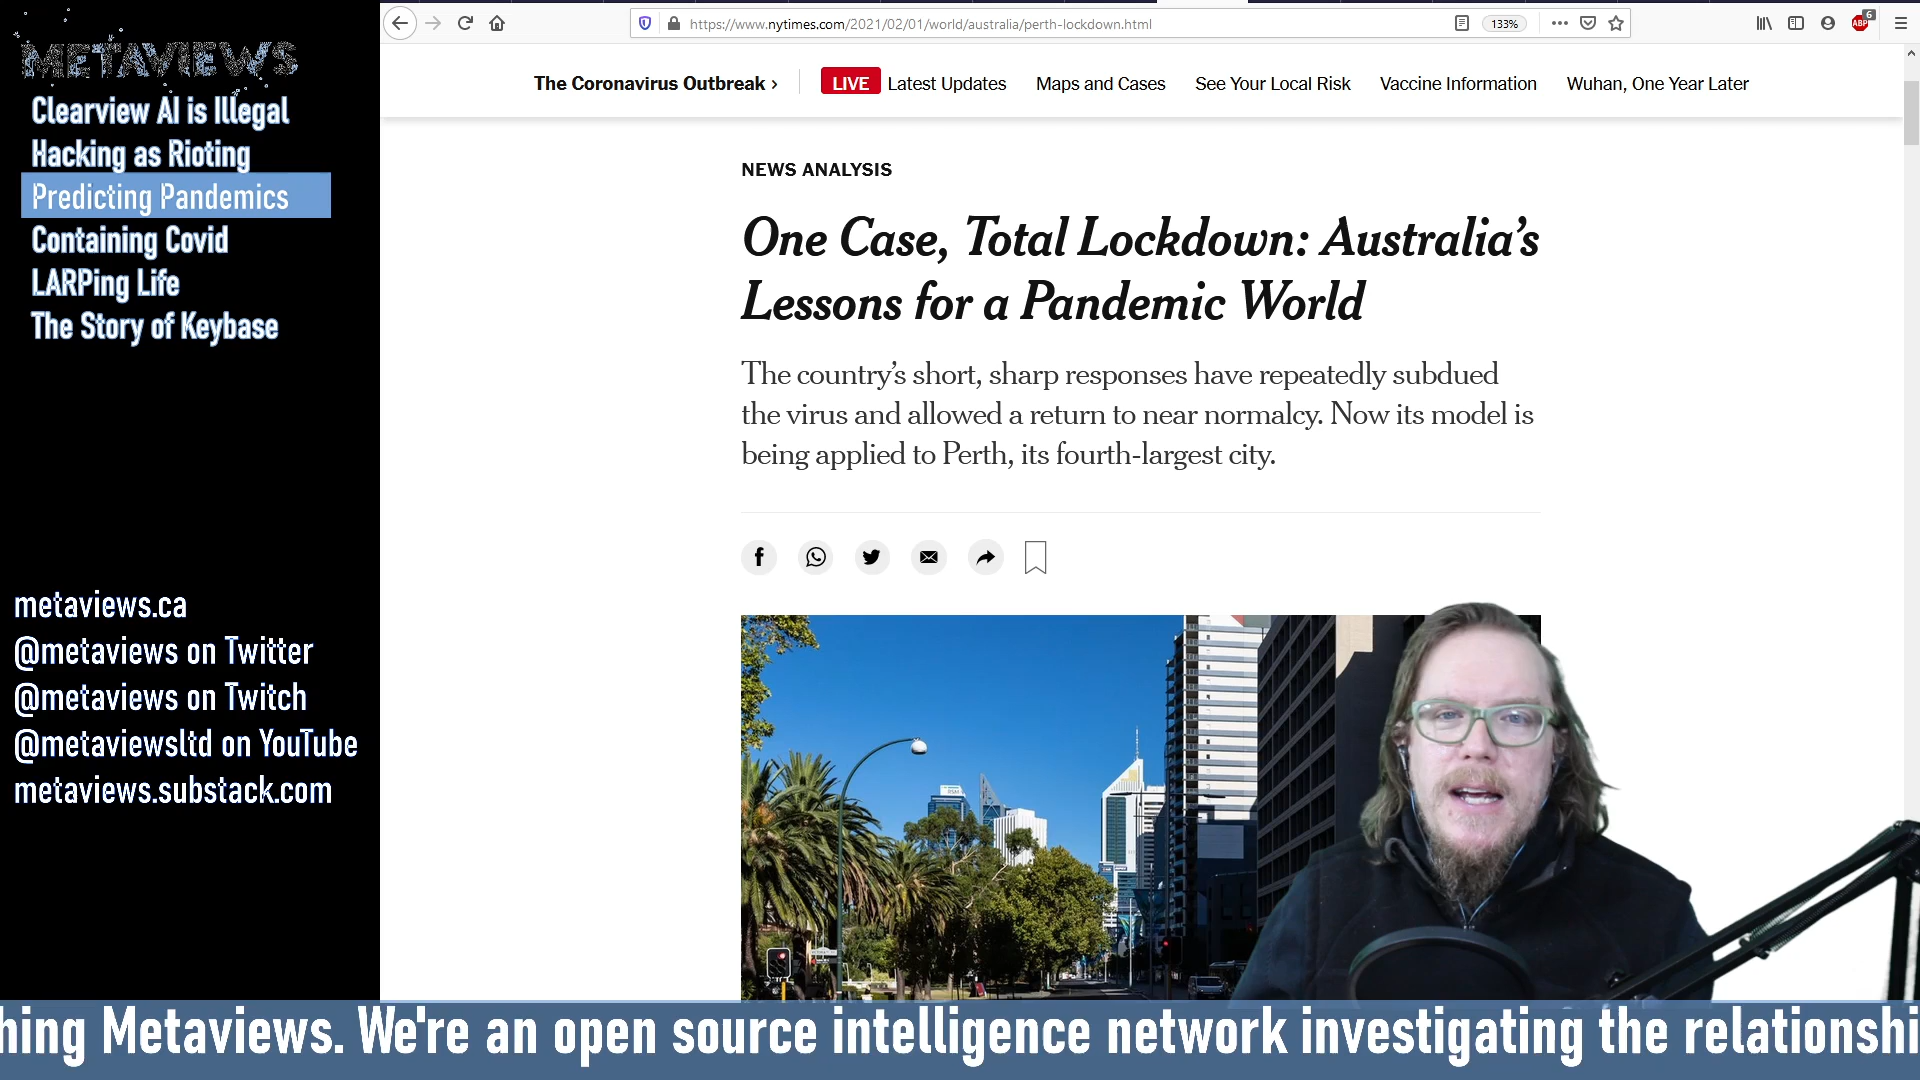 METAVIEWS
Clearview AI is Illegal
Hacking as Rioting
Predicting Pandemics
Containing Covid
LARPing Life
The Story of Keybase
metaviews.ca
@metaviews on Twitter
@metaviews on Twitch
@metaviewsltd on YouTube
metaviews.substack.com
https://www.nytimes.com/2021/02/01/world/australia/perth-lockdown.html
133%
ABP
6
The Coronavirus Outbreak ›
LIVE Latest Updates
Maps and Cases
See Your Local Risk
Vaccine Information
Wuhan, One Year Later
NEWS ANALYSIS
One Case, Total Lockdown: Australia’s
Lessons for a Pandemic World
The country’s short, sharp responses have repeatedly subdued
the virus and allowed a return to near normalcy. Now its model is
being applied to Perth, its fourth-largest city.
hing Metaviews. We're an open source intelligence network investigating the relationshi